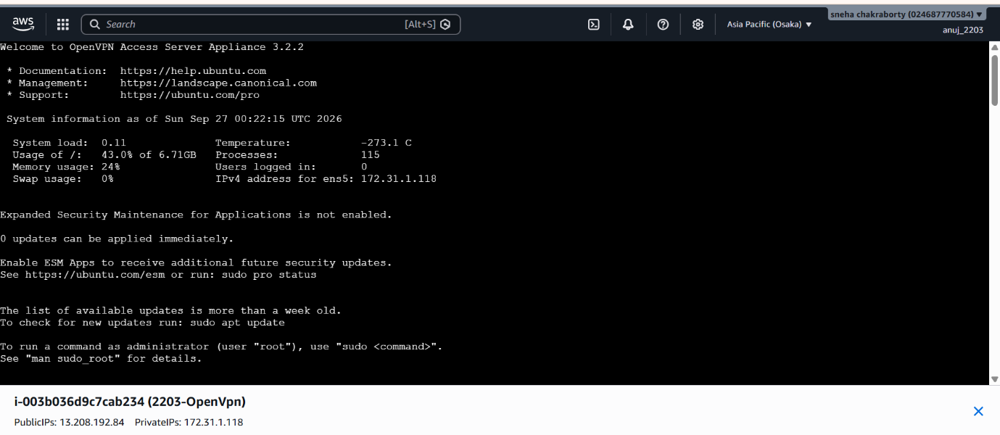 aws
Search [Alt+S]
Asia Pacific (Osaka) ▼
sneha chakraborty (024687770584) ▼
anuj_2203
Welcome to OpenVPN Access Server Appliance 3.2.2
* Documentation: https://help.ubuntu.com
* Management: https://landscape.canonical.com
* Support: https://ubuntu.com/pro
System information as of Sun Sep 27 00:22:15 UTC 2026
System load: 0.11 Temperature: -273.1 C
Usage of /: 43.0% of 6.71GB Processes: 115
Memory usage: 24% Users logged in: 0
Swap usage: 0% IPv4 address for ens5: 172.31.1.118
Expanded Security Maintenance for Applications is not enabled.
0 updates can be applied immediately.
Enable ESM Apps to receive additional future security updates.
See https://ubuntu.com/esm or run: sudo pro status
The list of available updates is more than a week old.
To check for new updates run: sudo apt update
To run a command as administrator (user "root"), use "sudo <command>".
See "man sudo_root" for details.
i-003b036d9c7cab234 (2203-OpenVpn)
PublicIPs: 13.208.192.84 PrivateIPs: 172.31.1.118